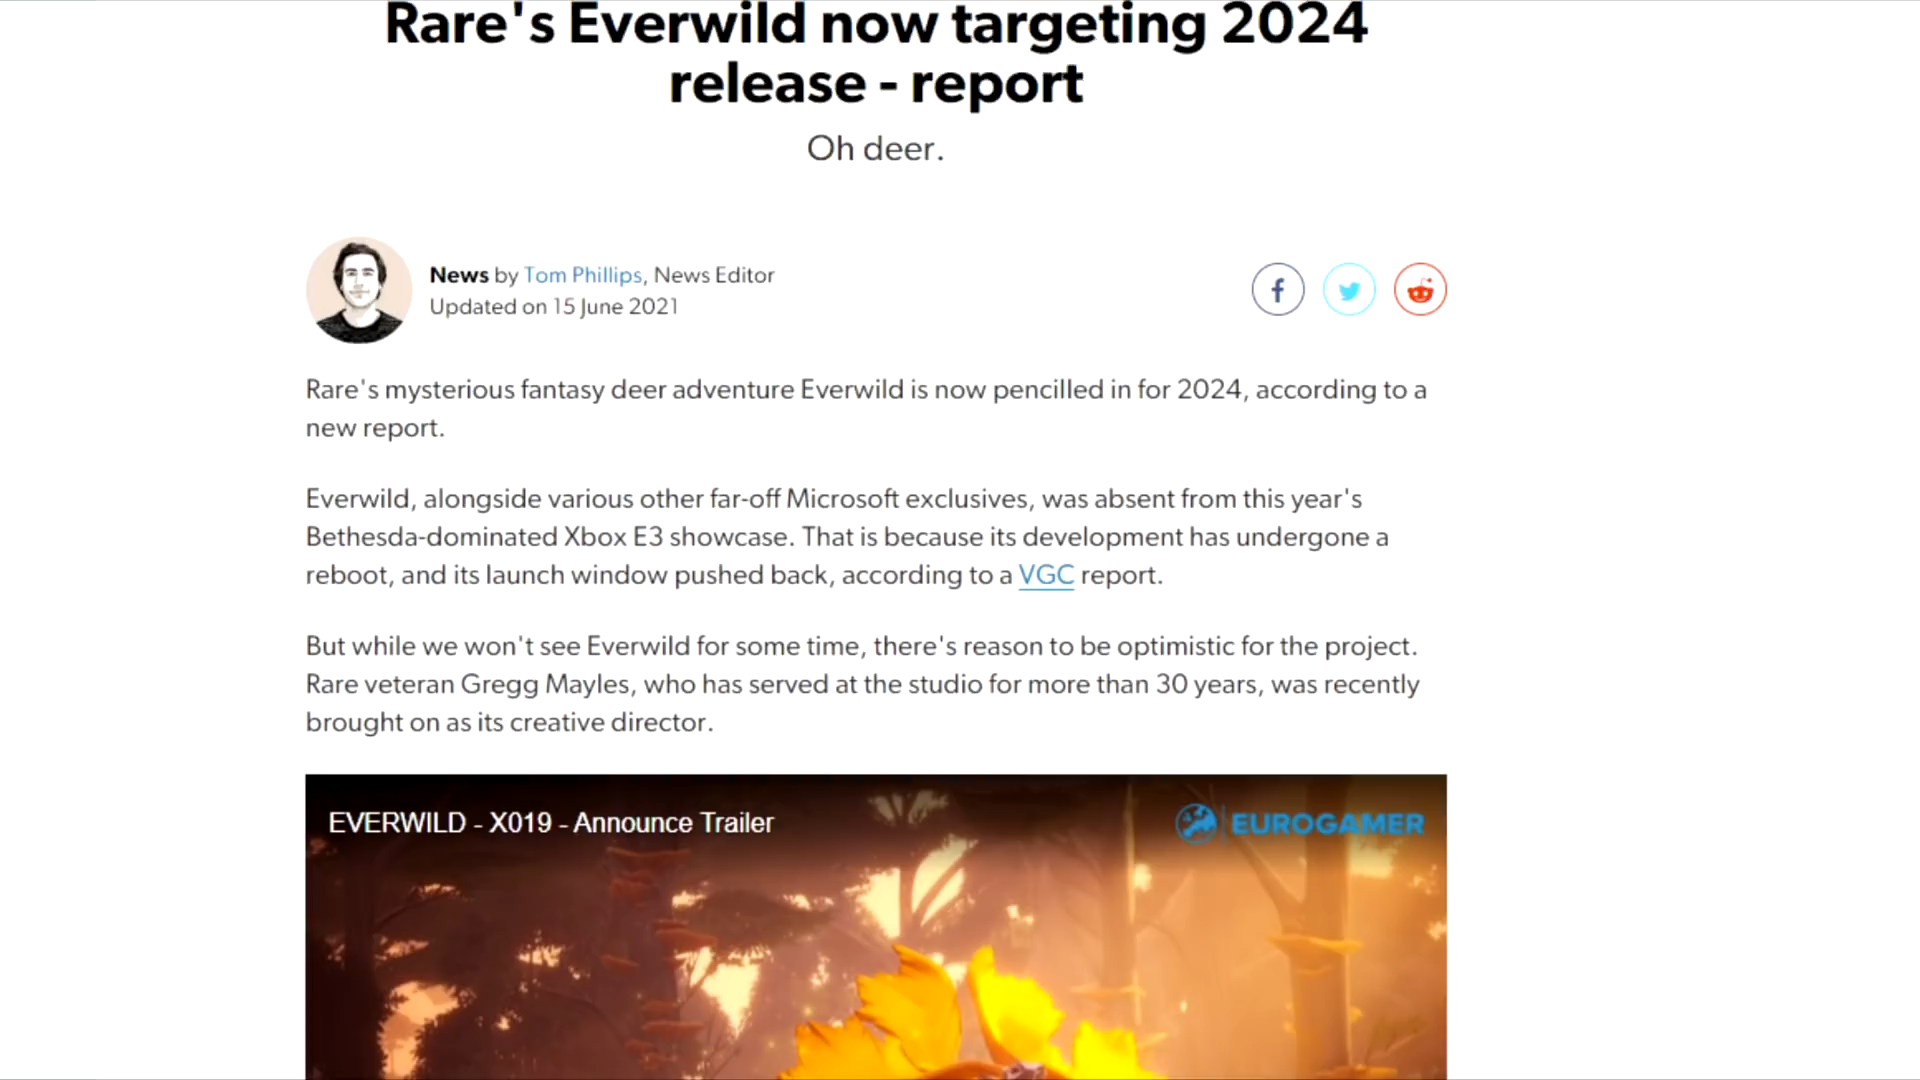 Rare's Everwild now targeting 2024
release - report
Oh deer.
News by Tom Phillips, News Editor
Updated on 15 June 2021
Rare's mysterious fantasy deer adventure Everwild is now pencilled in for 2024, according to a
new report.
Everwild, alongside various other far-off Microsoft exclusives, was absent from this year's
Bethesda-dominated Xbox E3 showcase. That is because its development has undergone a
reboot, and its launch window pushed back, according to a VGC report.
But while we won't see Everwild for some time, there's reason to be optimistic for the project.
Rare veteran Gregg Mayles, who has served at the studio for more than 30 years, was recently
brought on as its creative director.
EVERWILD - X019 - Announce Trailer
EUROGAMER